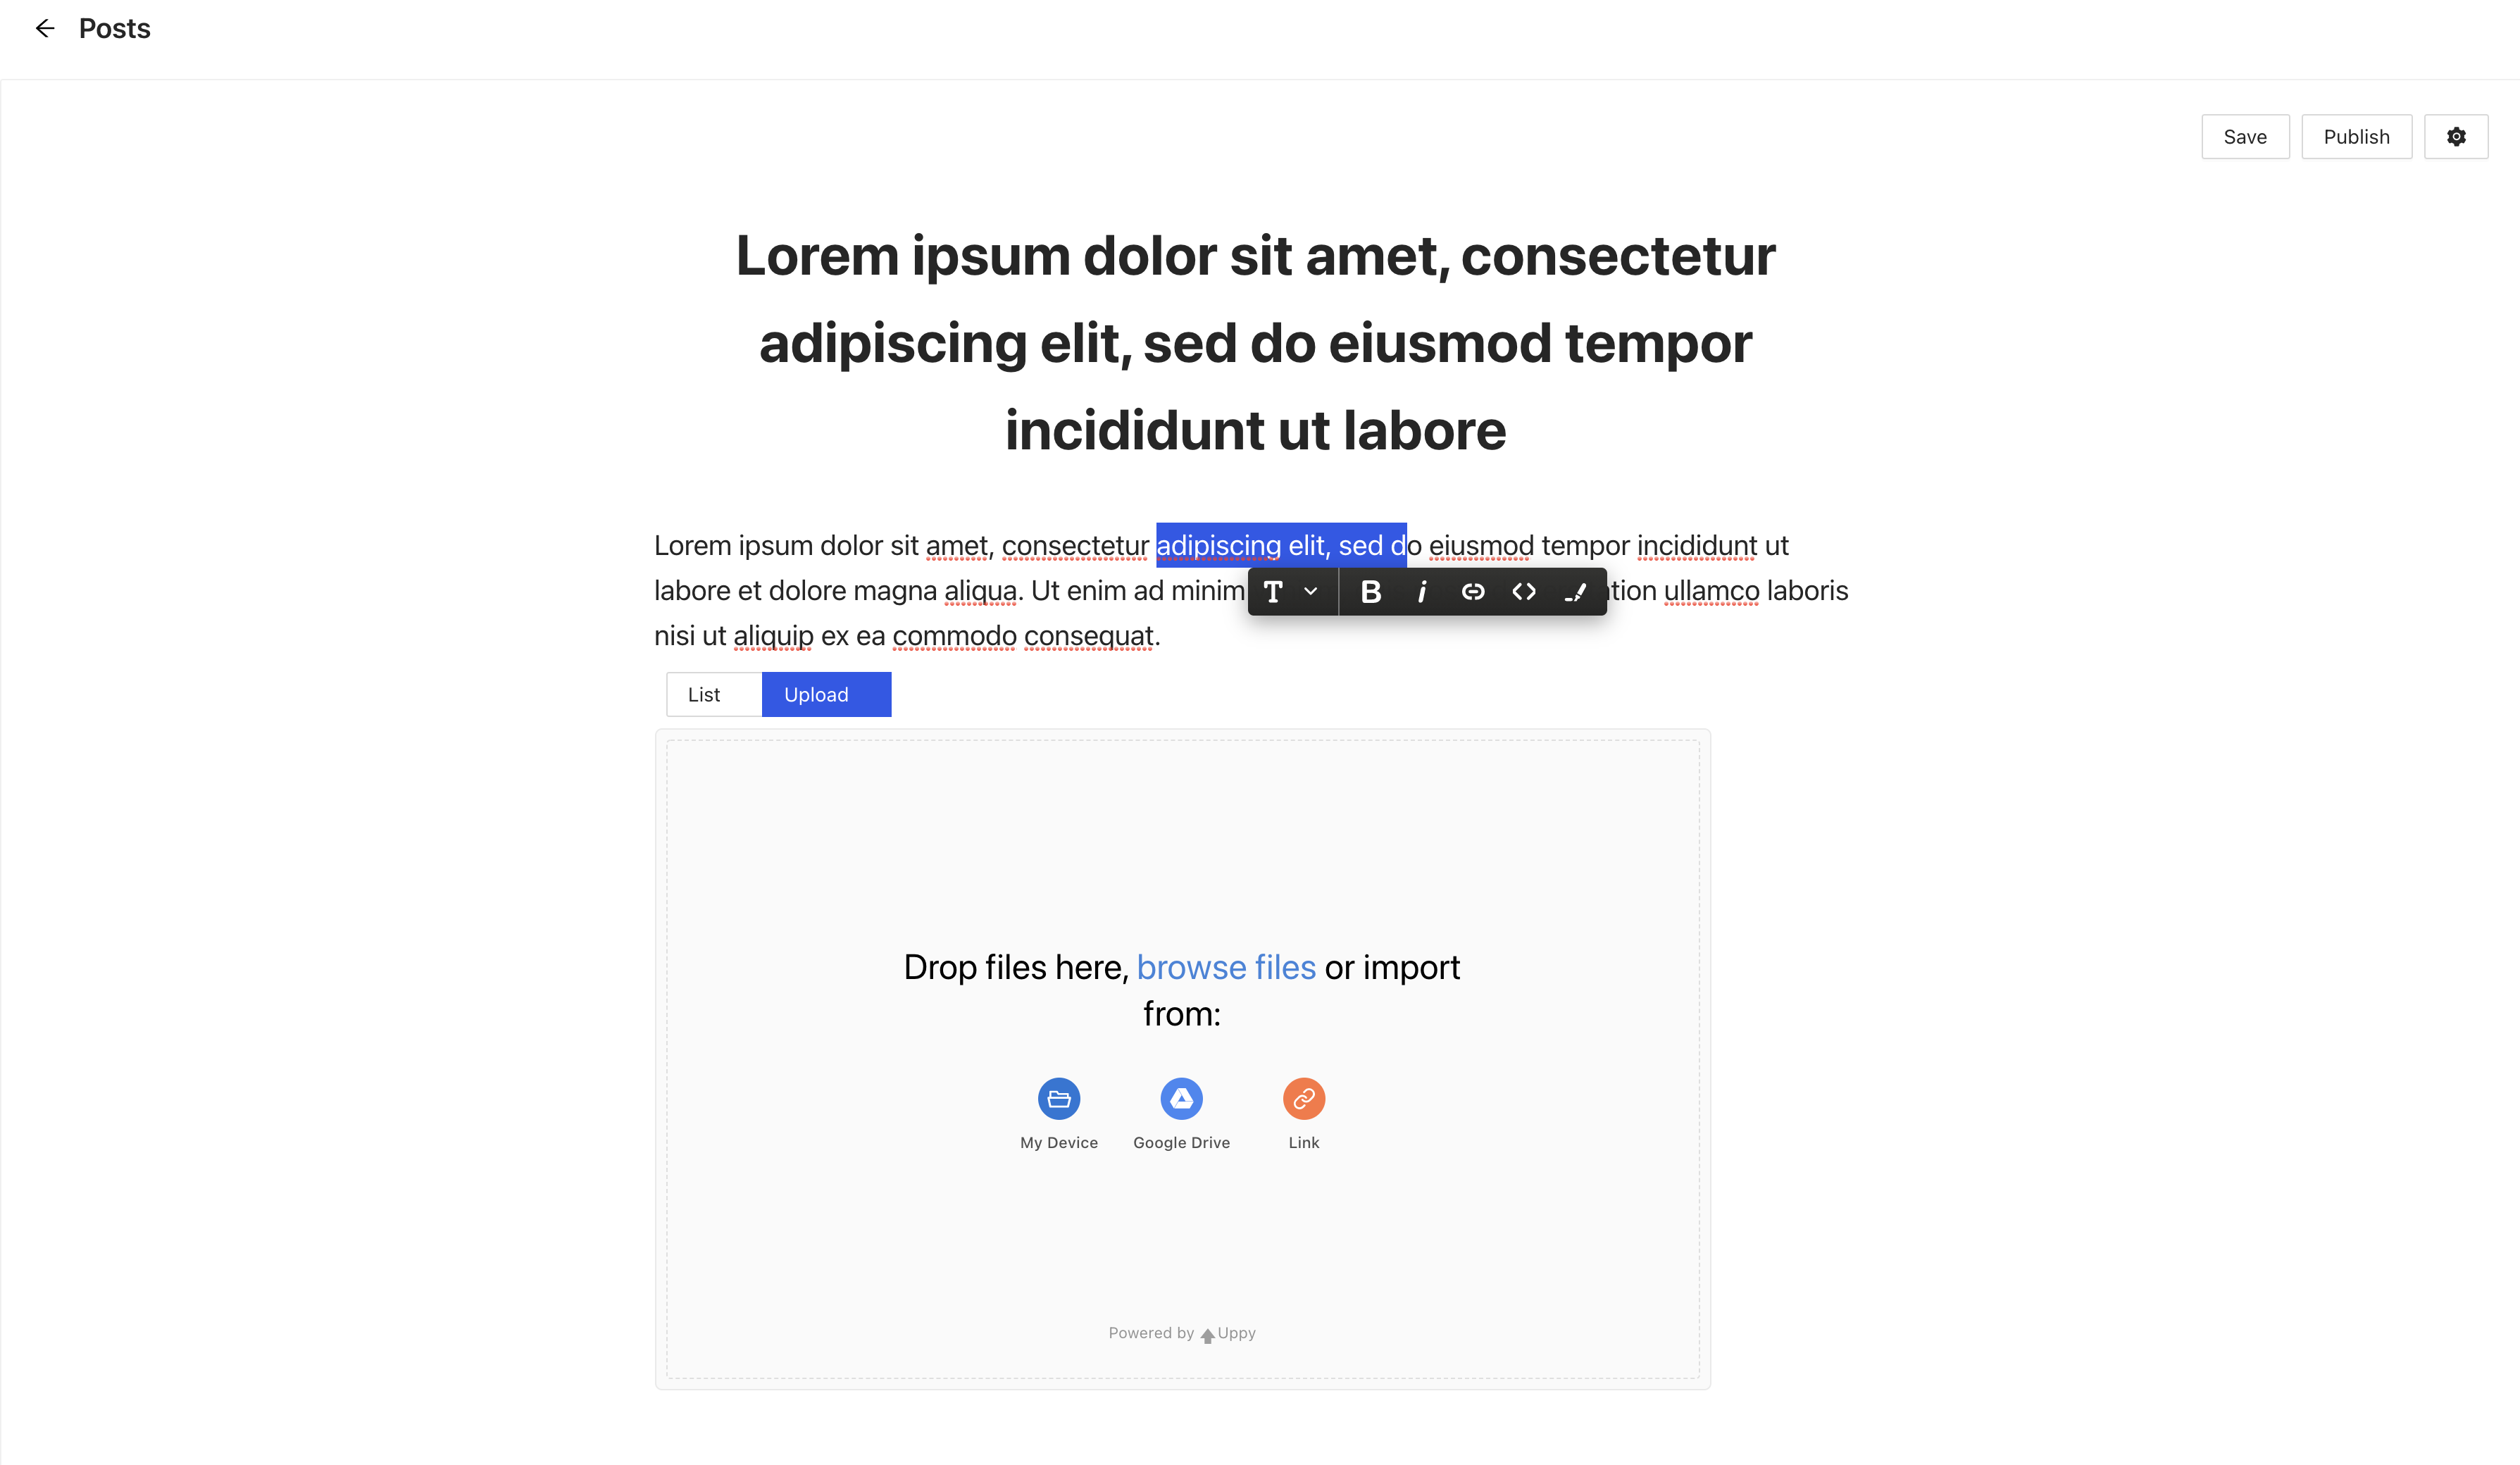 Posts
Save Publish
Lorem ipsum dolor sit amet, consectetur
adipiscing elit, sed do eiusmod tempor
incididunt ut labore
Lorem ipsum dolor sit amet, consectetur adipiscing elit, sed do eiusmod tempor incididunt ut
labore et dolore magna aliqua. Ut enim ad minim T B i tion ullamco laboris
nisi ut aliquip ex ea commodo consequat.
List Upload
Drop files here, browse files or import
from:
My Device Google Drive Link
Powered by Uppy